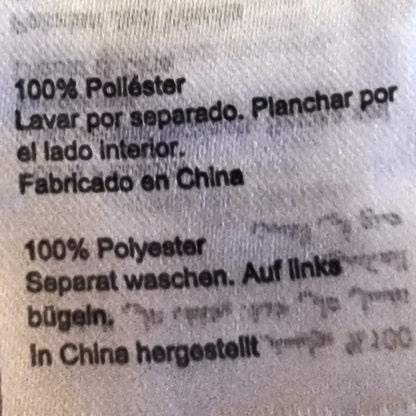 100% Poliéster
Lavar por separado. Planchar por
el lado interior.
Fabricado en China
100% Polyester
Separat waschen. Auf links
bügeln.
In China hergestellt